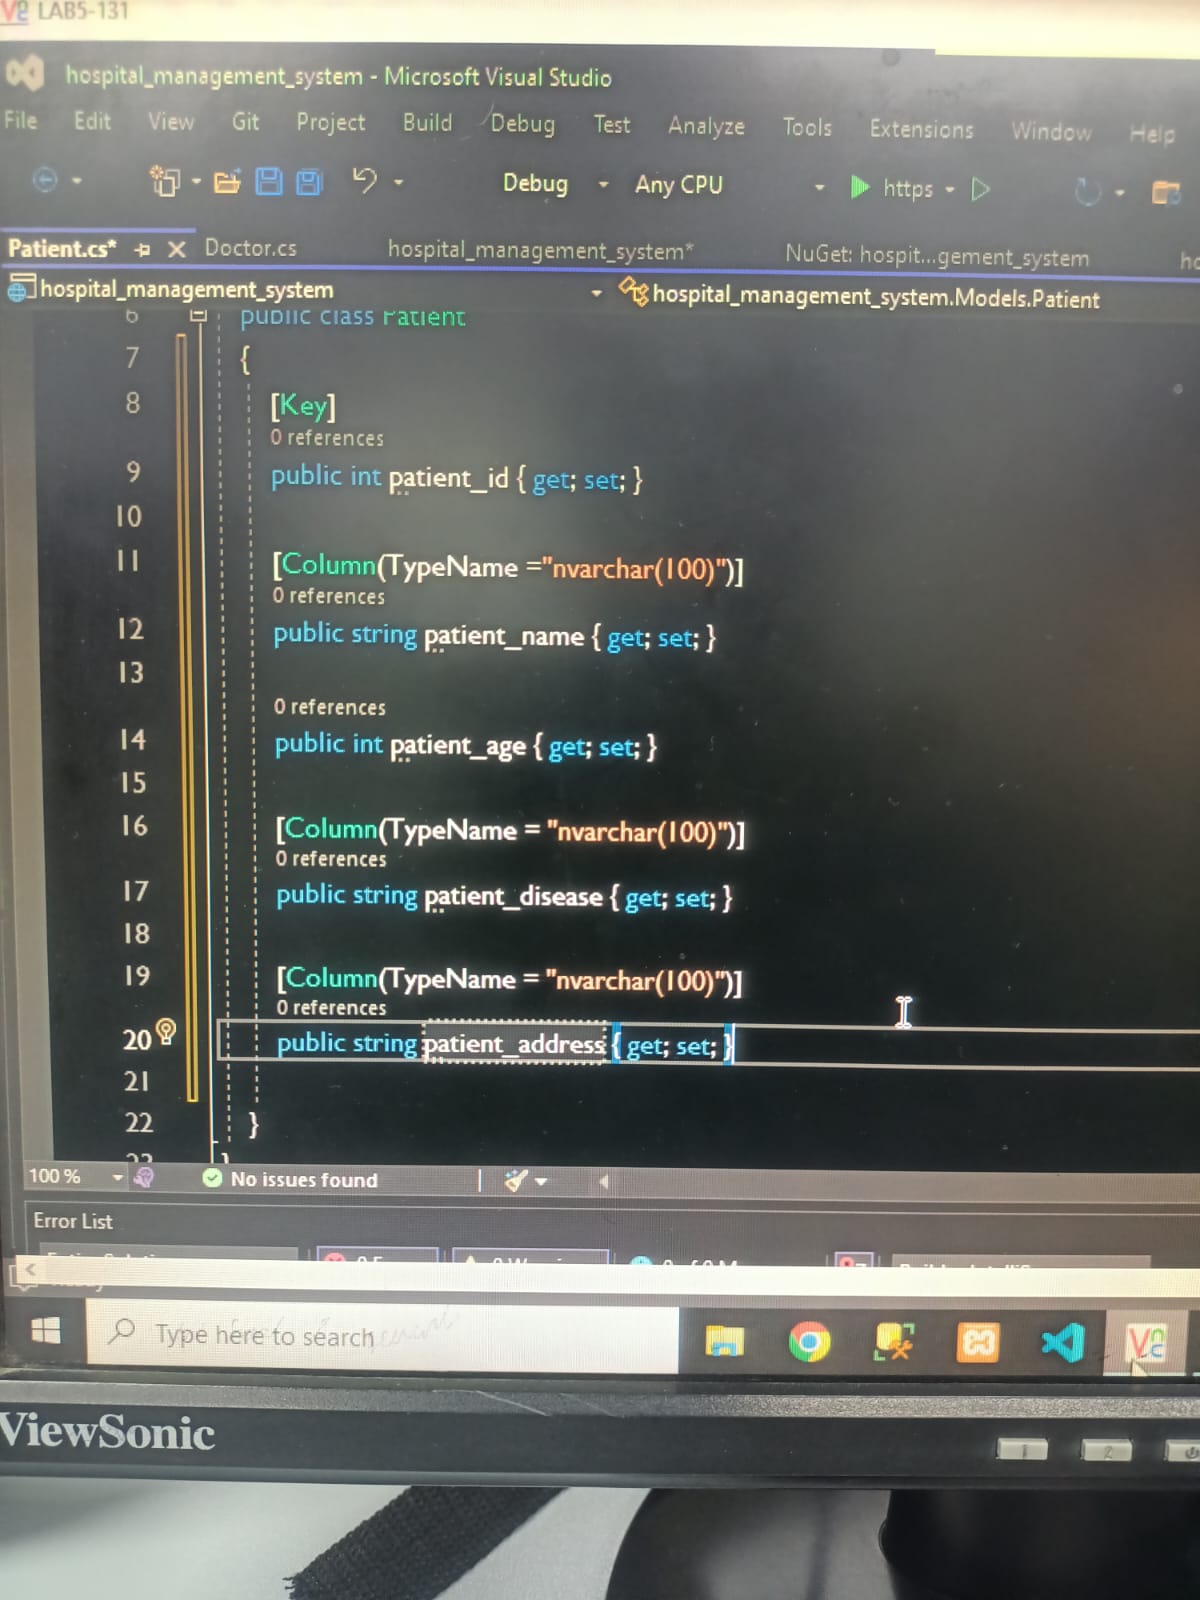 LAB5-131
hospital_management_system - Microsoft Visual Studio
File Edit View Git Project Build Debug Test Analyze Tools Extensions Window Help
Debug Any CPU https
Patient.cs* Doctor.cs hospital_management_system* NuGet: hospit...gement_system
hospital_management_system hospital_management_system.Models.Patient
6 public class Patient
7 {
8 [Key]
0 references
9 public int patient_id { get; set; }
10
11 [Column(TypeName ="nvarchar(100)")]
0 references
12 public string patient_name { get; set; }
13
0 references
14 public int patient_age { get; set; }
15
16 [Column(TypeName = "nvarchar(100)")]
0 references
17 public string patient_disease { get; set; }
18
19 [Column(TypeName = "nvarchar(100)")]
0 references
20 public string patient_address { get; set; }
21
22 }
100 % No issues found
Error List
Type here to search
ViewSonic
1 2